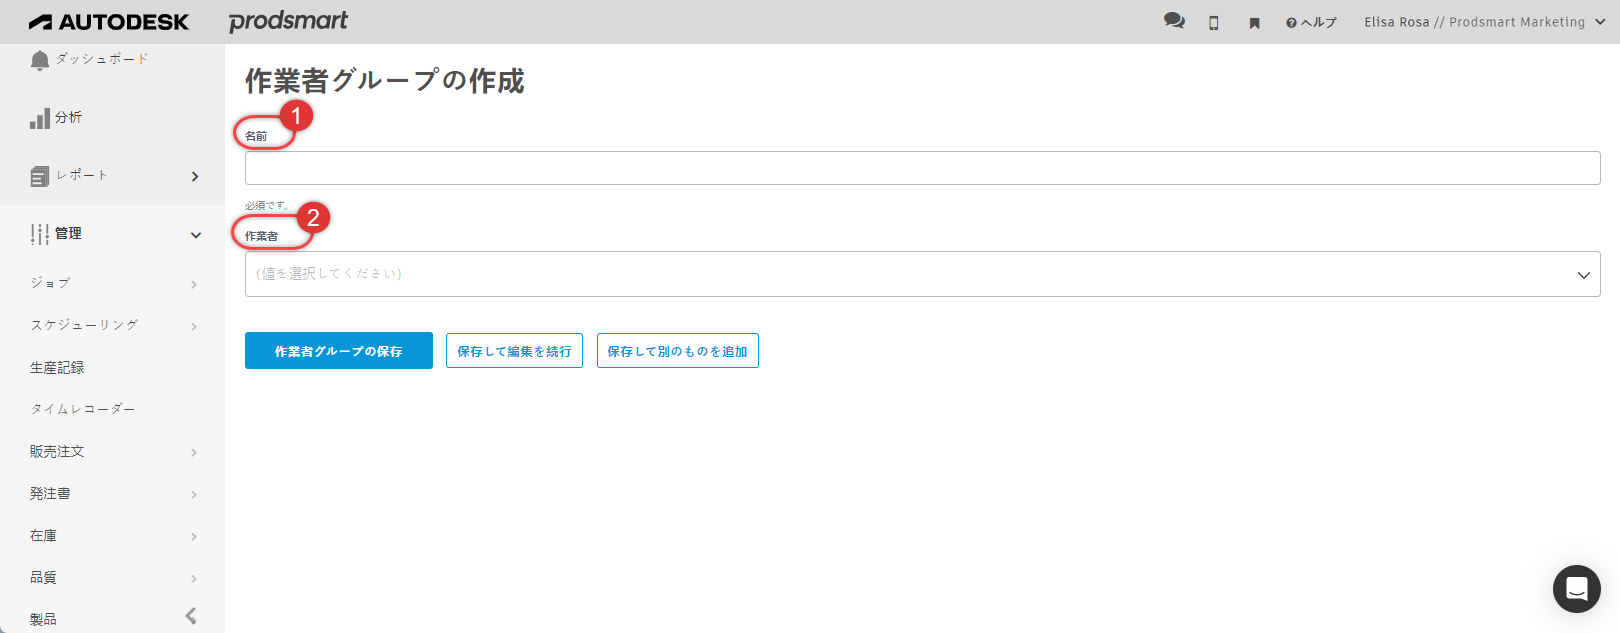 AUTODESK prodsmart
ヘルプ
Elisa Rosa // Prodsmart Marketing
ダッシュボード
分析
レポート
管理
ジョブ
スケジューリング
生産記録
タイムレコーダー
販売注文
発注書
在庫
品質
製品
作業者グループの作成
1
名前
必須です。
2
作業者
(値を選択してください)
作業者グループの保存
保存して編集を続行
保存して別のものを追加